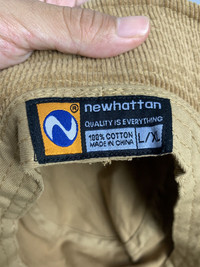 newhattan
QUALITY IS EVERYTHING
100% COTTON
MADE IN CHINA
L/XL